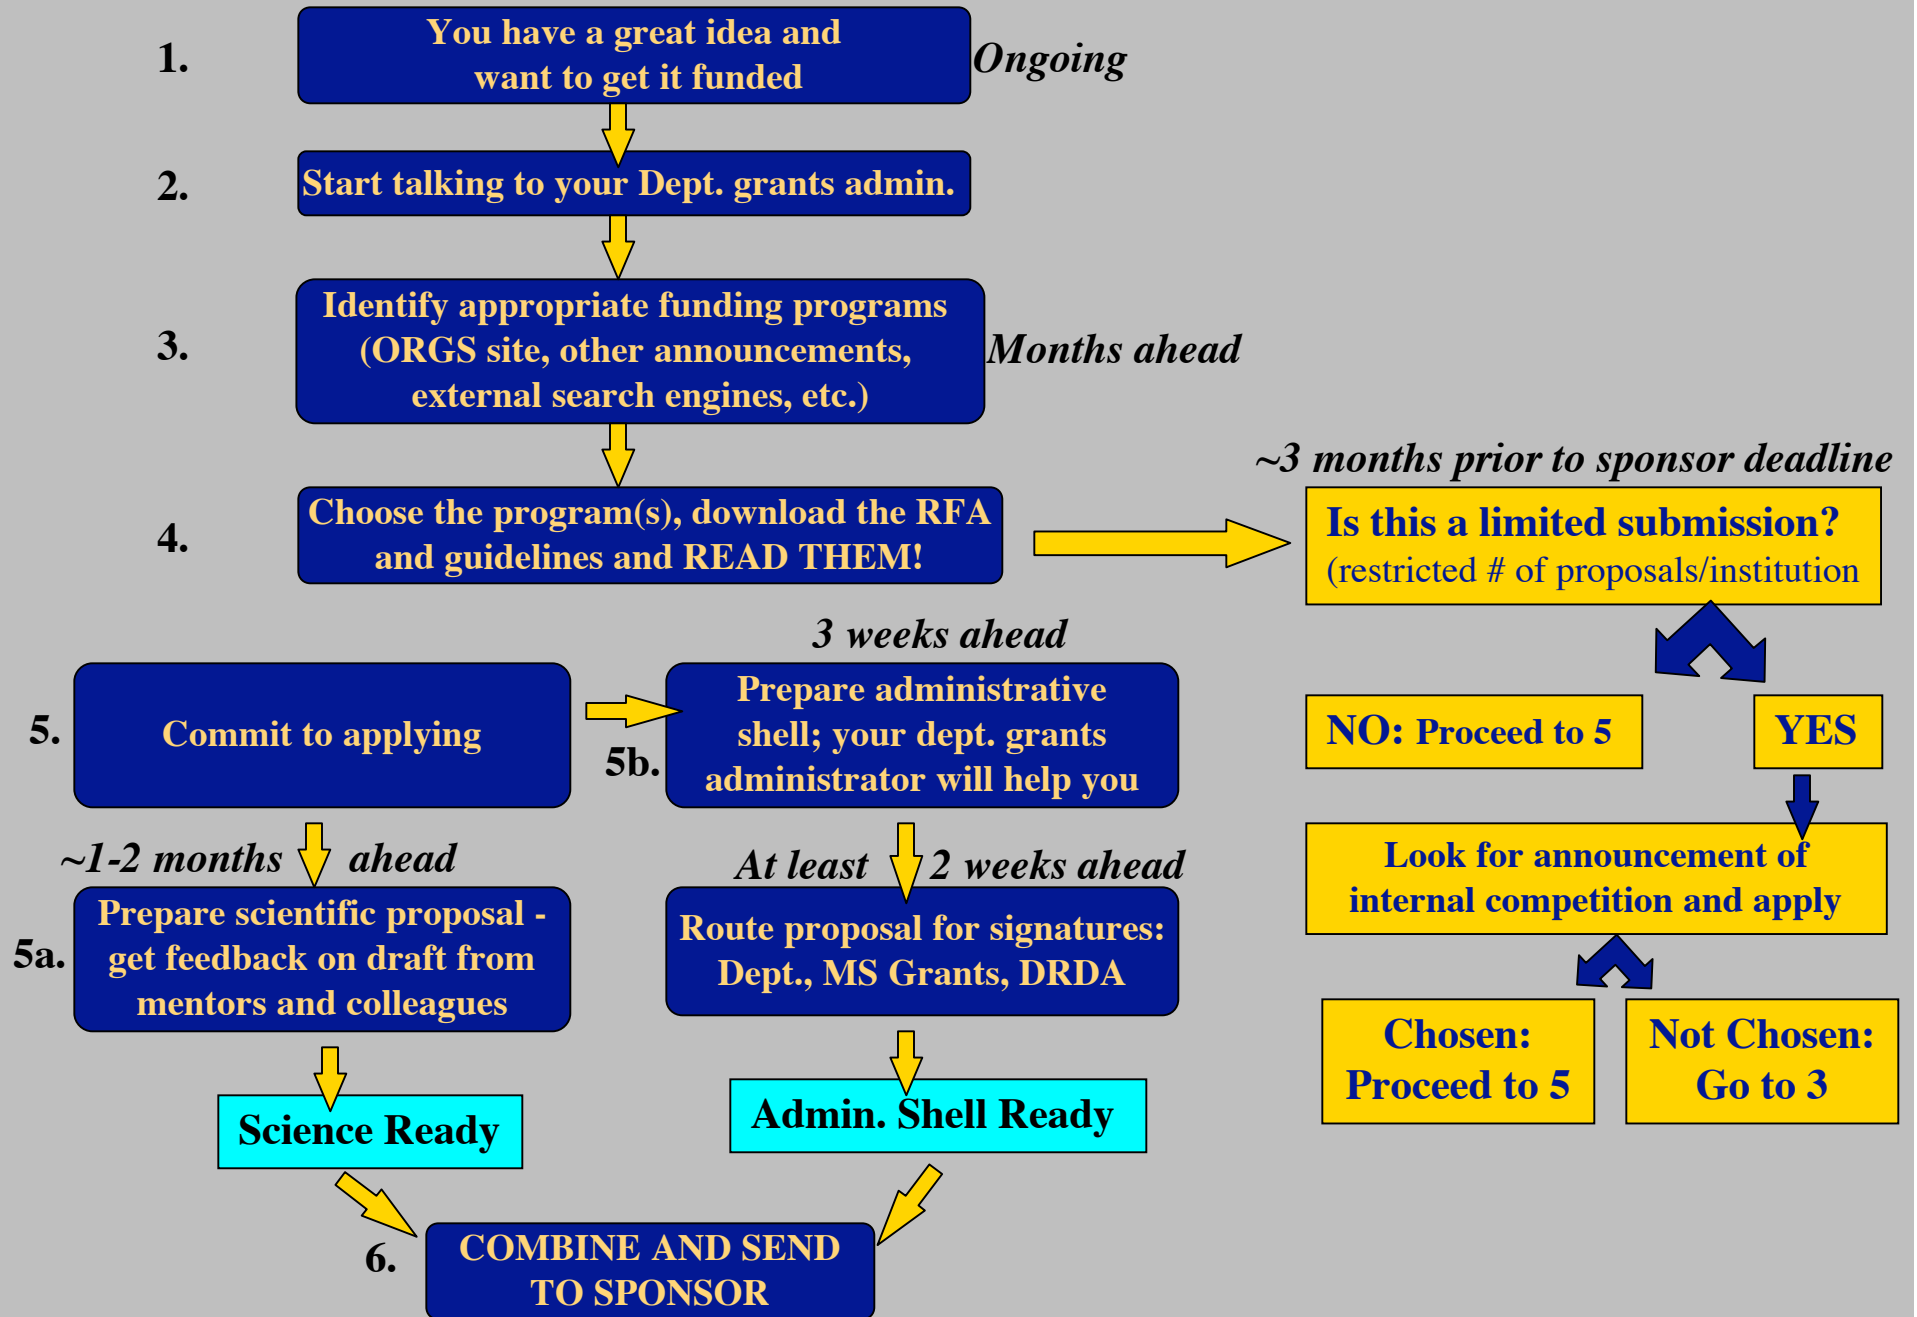 1.
You have a great idea and
want to get it funded
Ongoing
2.
Start talking to your Dept. grants admin.
3.
Identify appropriate funding programs
(ORGS site, other announcements,
external search engines, etc.)
Months ahead
4.
Choose the program(s), download the RFA
and guidelines and READ THEM!
~3 months prior to sponsor deadline
Is this a limited submission?
(restricted # of proposals/institution
NO: Proceed to 5
YES
Look for announcement of
internal competition and apply
Chosen:
Proceed to 5
Not Chosen:
Go to 3
5.
Commit to applying
3 weeks ahead
5b.
Prepare administrative
shell; your dept. grants
administrator will help you
~1-2 months ahead
5a.
Prepare scientific proposal -
get feedback on draft from
mentors and colleagues
At least 2 weeks ahead
Route proposal for signatures:
Dept., MS Grants, DRDA
Science Ready
Admin. Shell Ready
6.
COMBINE AND SEND
TO SPONSOR